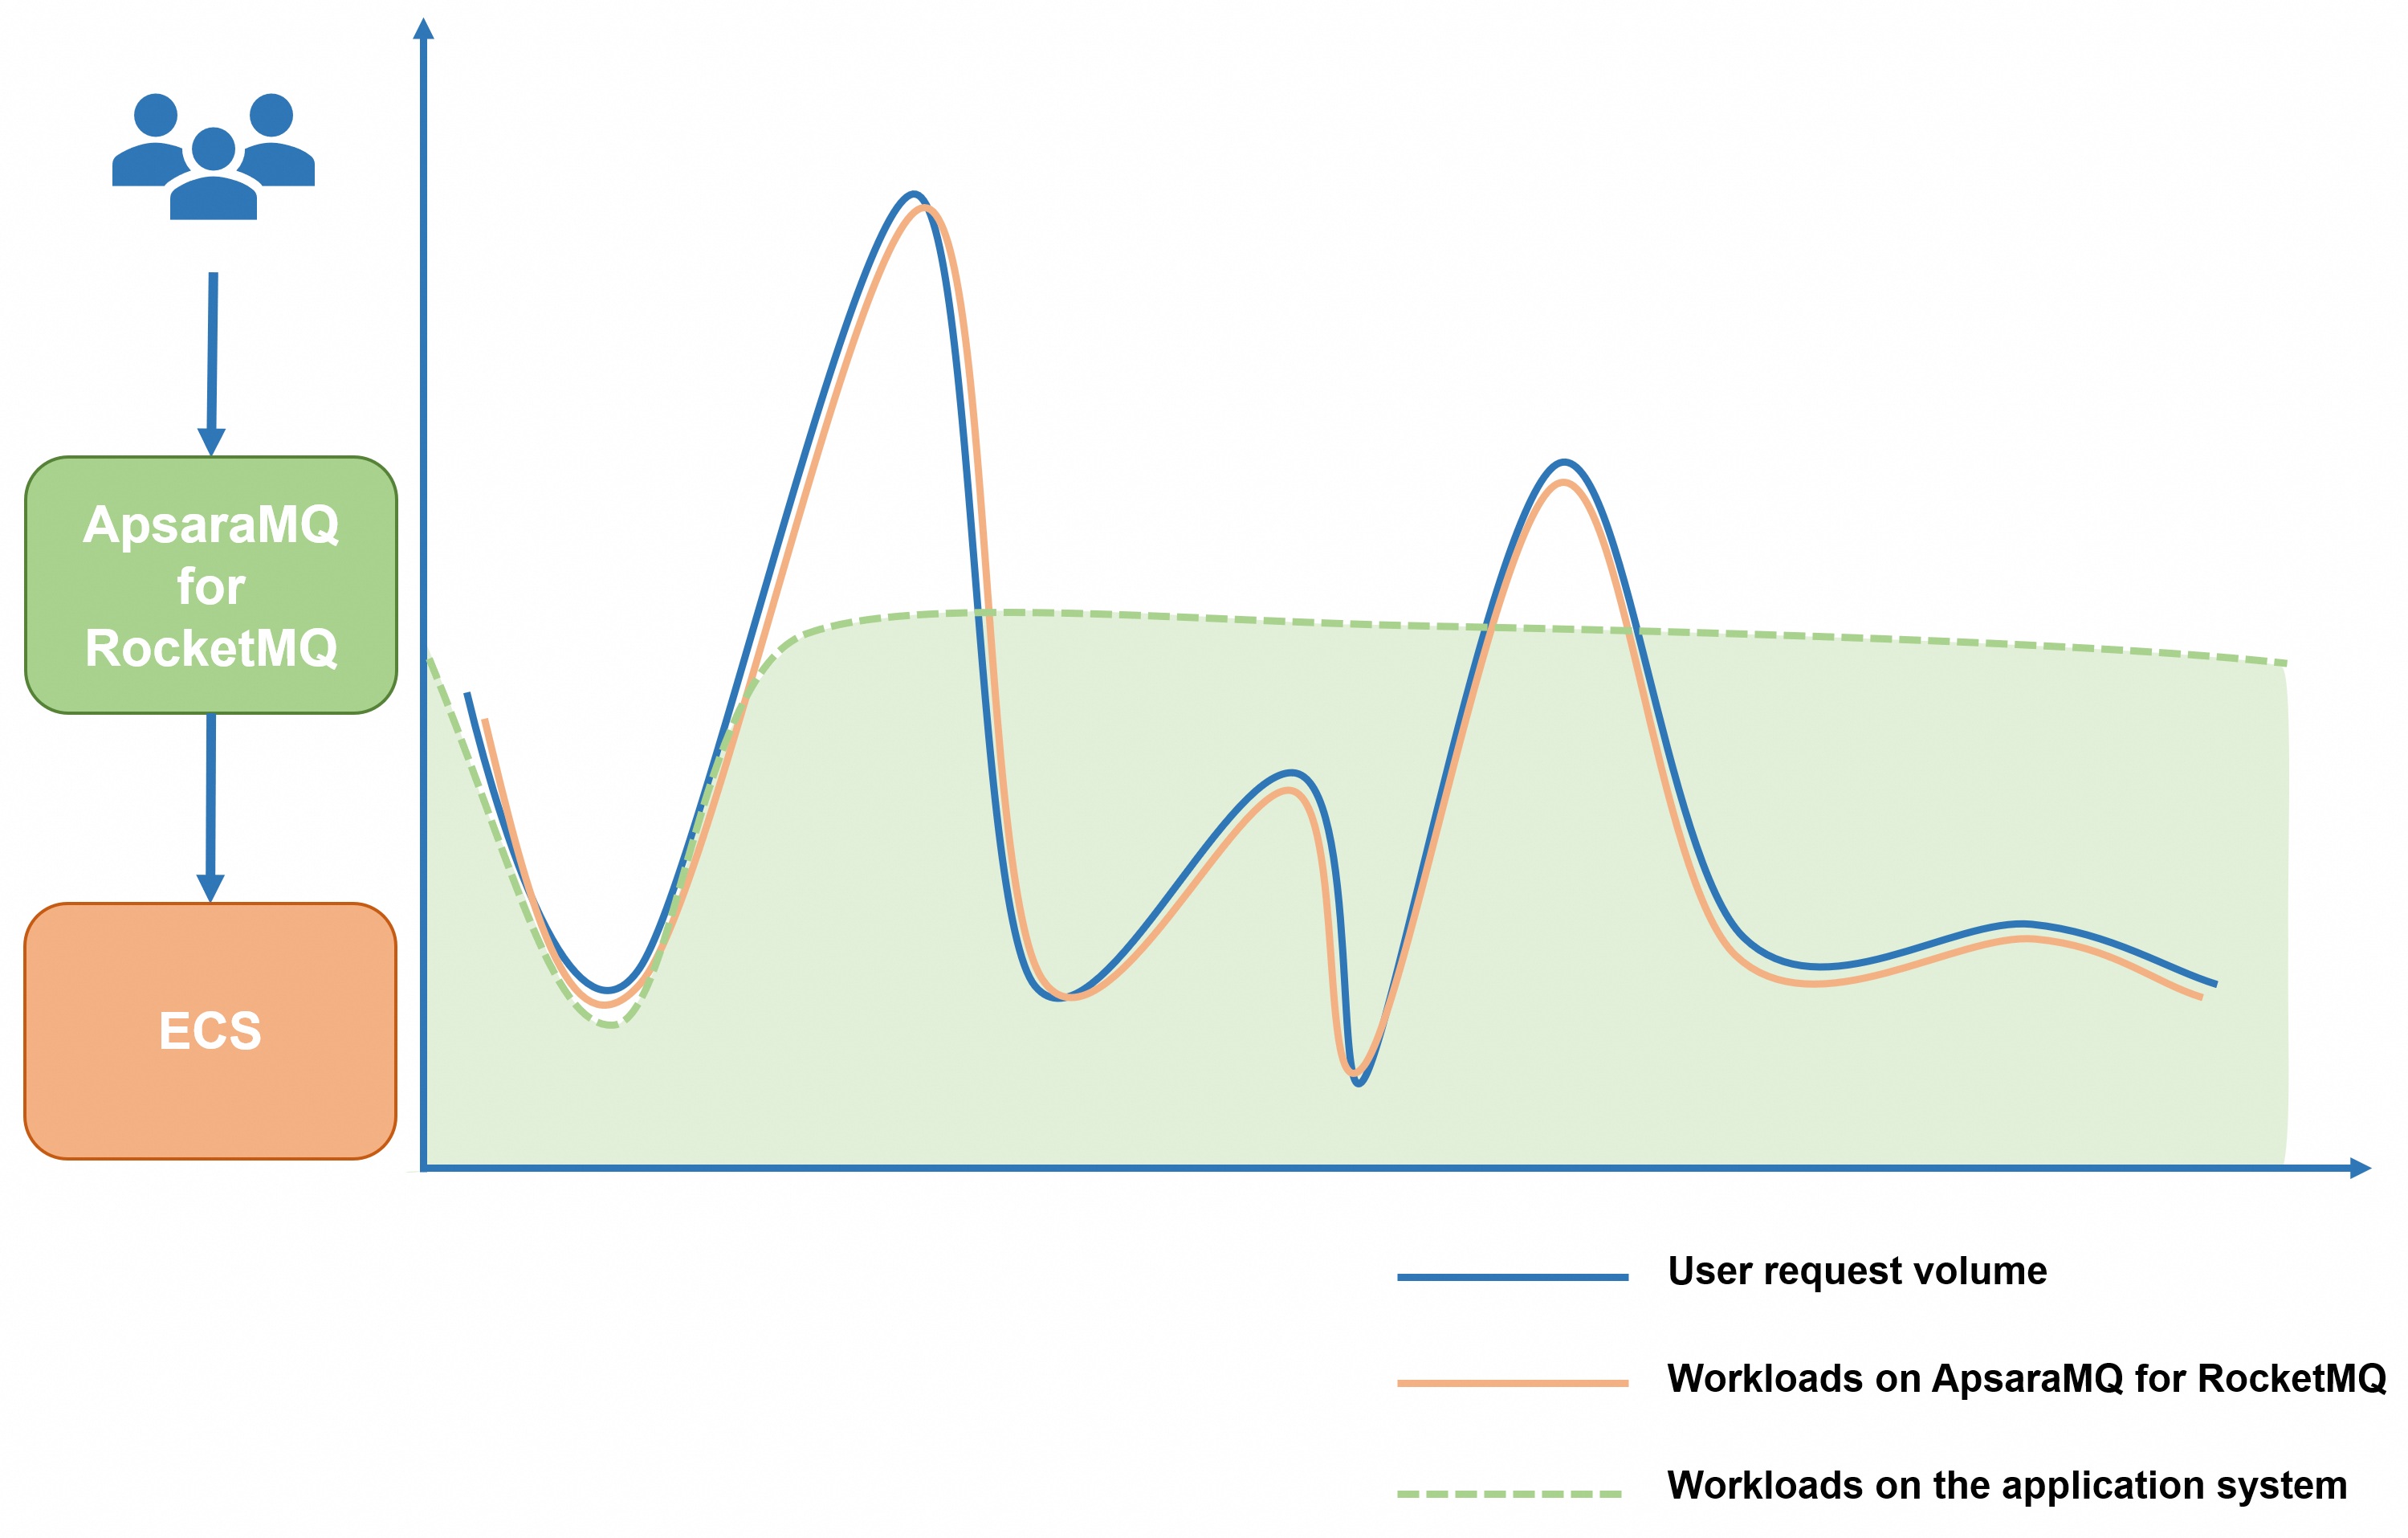 ApsaraMQ
for
RocketMQ
ECS
User request volume
Workloads on ApsaraMQ for RocketMQ
Workloads on the application system